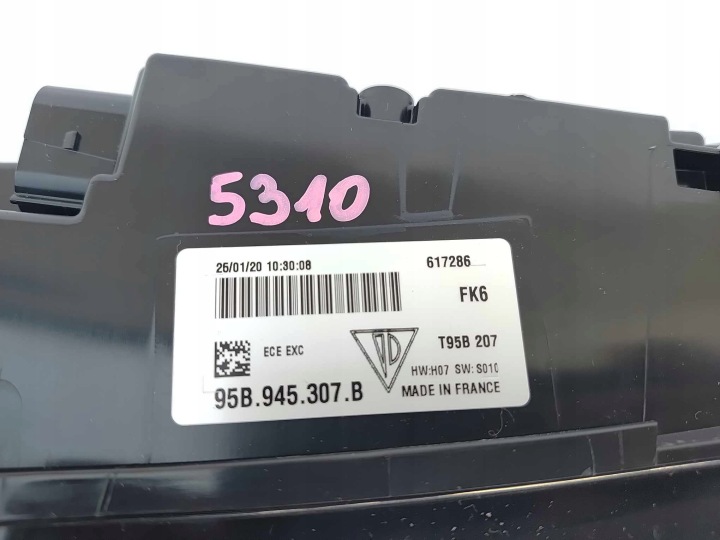 5310
25/01/20 10:30:08 617286
FK6
ECE EXC T95B 207
HW:H07 SW: S010
95B.945.307.B MADE IN FRANCE